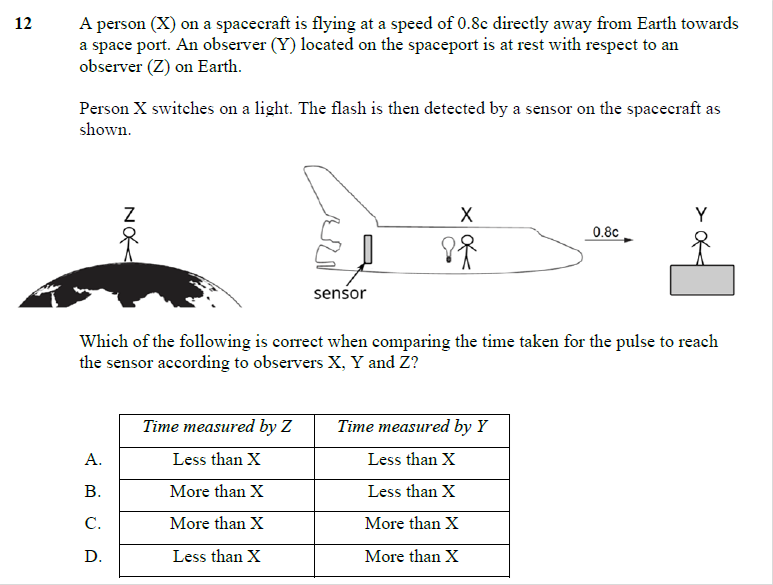 12 A person (X) on a spacecraft is flying at a speed of 0.8c directly away from Earth towards
a space port. An observer (Y) located on the spaceport is at rest with respect to an
observer (Z) on Earth.
Person X switches on a light. The flash is then detected by a sensor on the spacecraft as
shown.
Z X Y
0.8c
sensor
Which of the following is correct when comparing the time taken for the pulse to reach
the sensor according to observers X, Y and Z?
Time measured by Z Time measured by Y
A. Less than X Less than X
B. More than X Less than X
C. More than X More than X
D. Less than X More than X